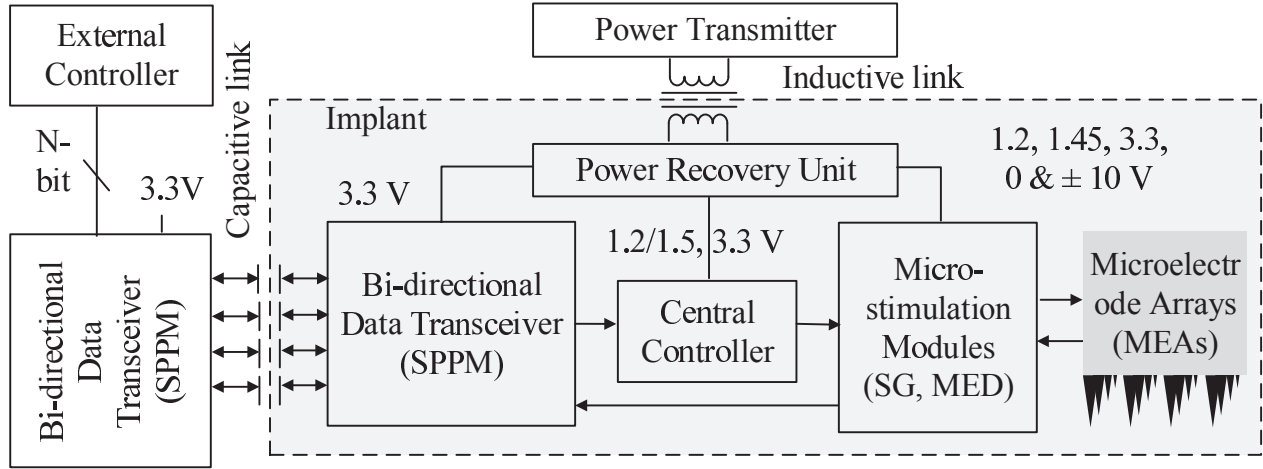 External
Controller
N-
bit
3.3V
Bi-directional
Data
Transceiver
(SPPM)
Capacitive link
Power Transmitter
Inductive link
Implant
Power Recovery Unit
1.2, 1.45, 3.3,
0 & ± 10 V
3.3 V
1.2/1.5, 3.3 V
Bi-directional
Data Transceiver
(SPPM)
Central
Controller
Micro-
stimulation
Modules
(SG, MED)
Microelectr
ode Arrays
(MEAs)